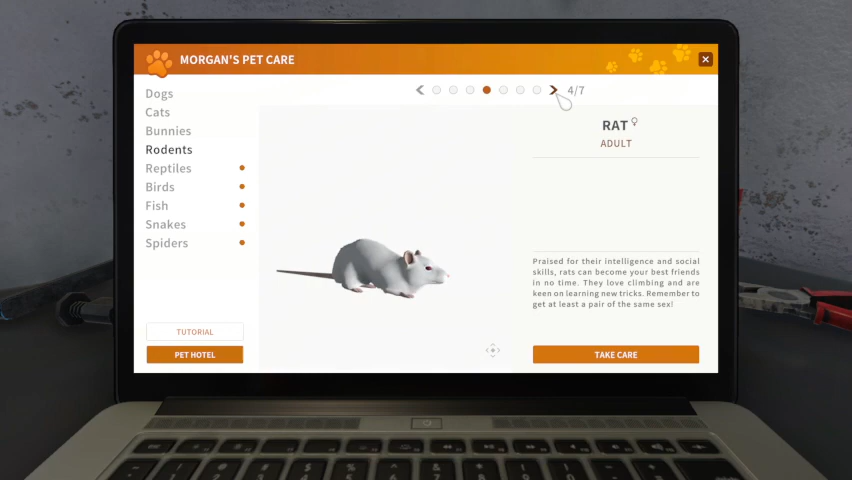 MORGAN'S PET CARE
4/7
Dogs
Cats
Bunnies
Rodents
Reptiles
Birds
Fish
Snakes
Spiders
TUTORIAL
PET HOTEL
RAT♀
ADULT
Praised for their intelligence and social
skills, rats can become your best friends
in no time. They love climbing and are
keen on learning new tricks. Remember to
get at least a pair of the same sex!
TAKE CARE